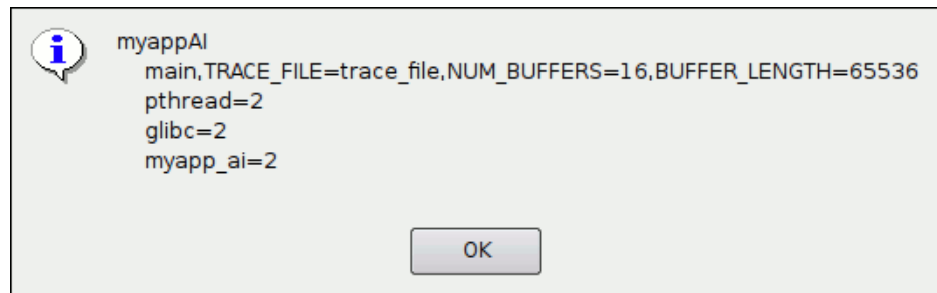 myappAI
main,TRACE_FILE=trace_file,NUM_BUFFERS=16,BUFFER_LENGTH=65536
pthread=2
glibc=2
myapp_ai=2
OK